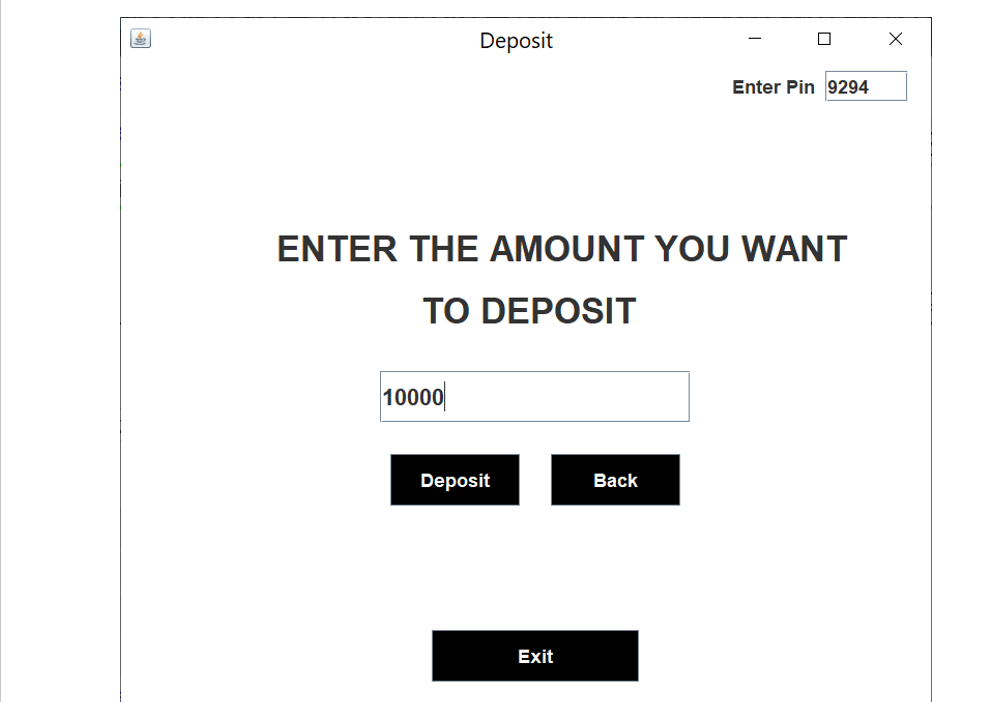 Deposit
Enter Pin 9294
ENTER THE AMOUNT YOU WANT
TO DEPOSIT
10000
Deposit Back
Exit